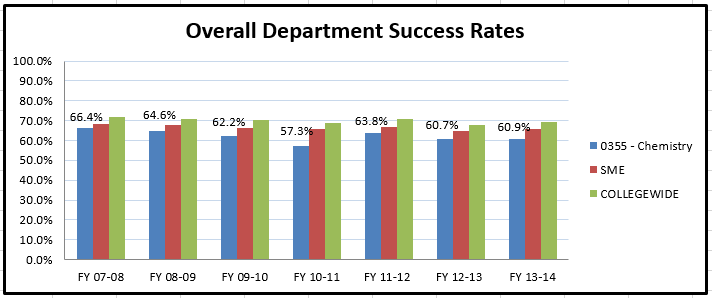 Overall Department Success Rates
100.0%
90.0%
80.0%
70.0%
60.0%
50.0%
40.0%
30.0%
20.0%
10.0%
0.0%
66.4% 64.6% 62.2% 57.3% 63.8% 60.7% 60.9%
FY 07-08 FY 08-09 FY 09-10 FY 10-11 FY 11-12 FY 12-13 FY 13-14
0355 - Chemistry
SME
COLLEGEWIDE